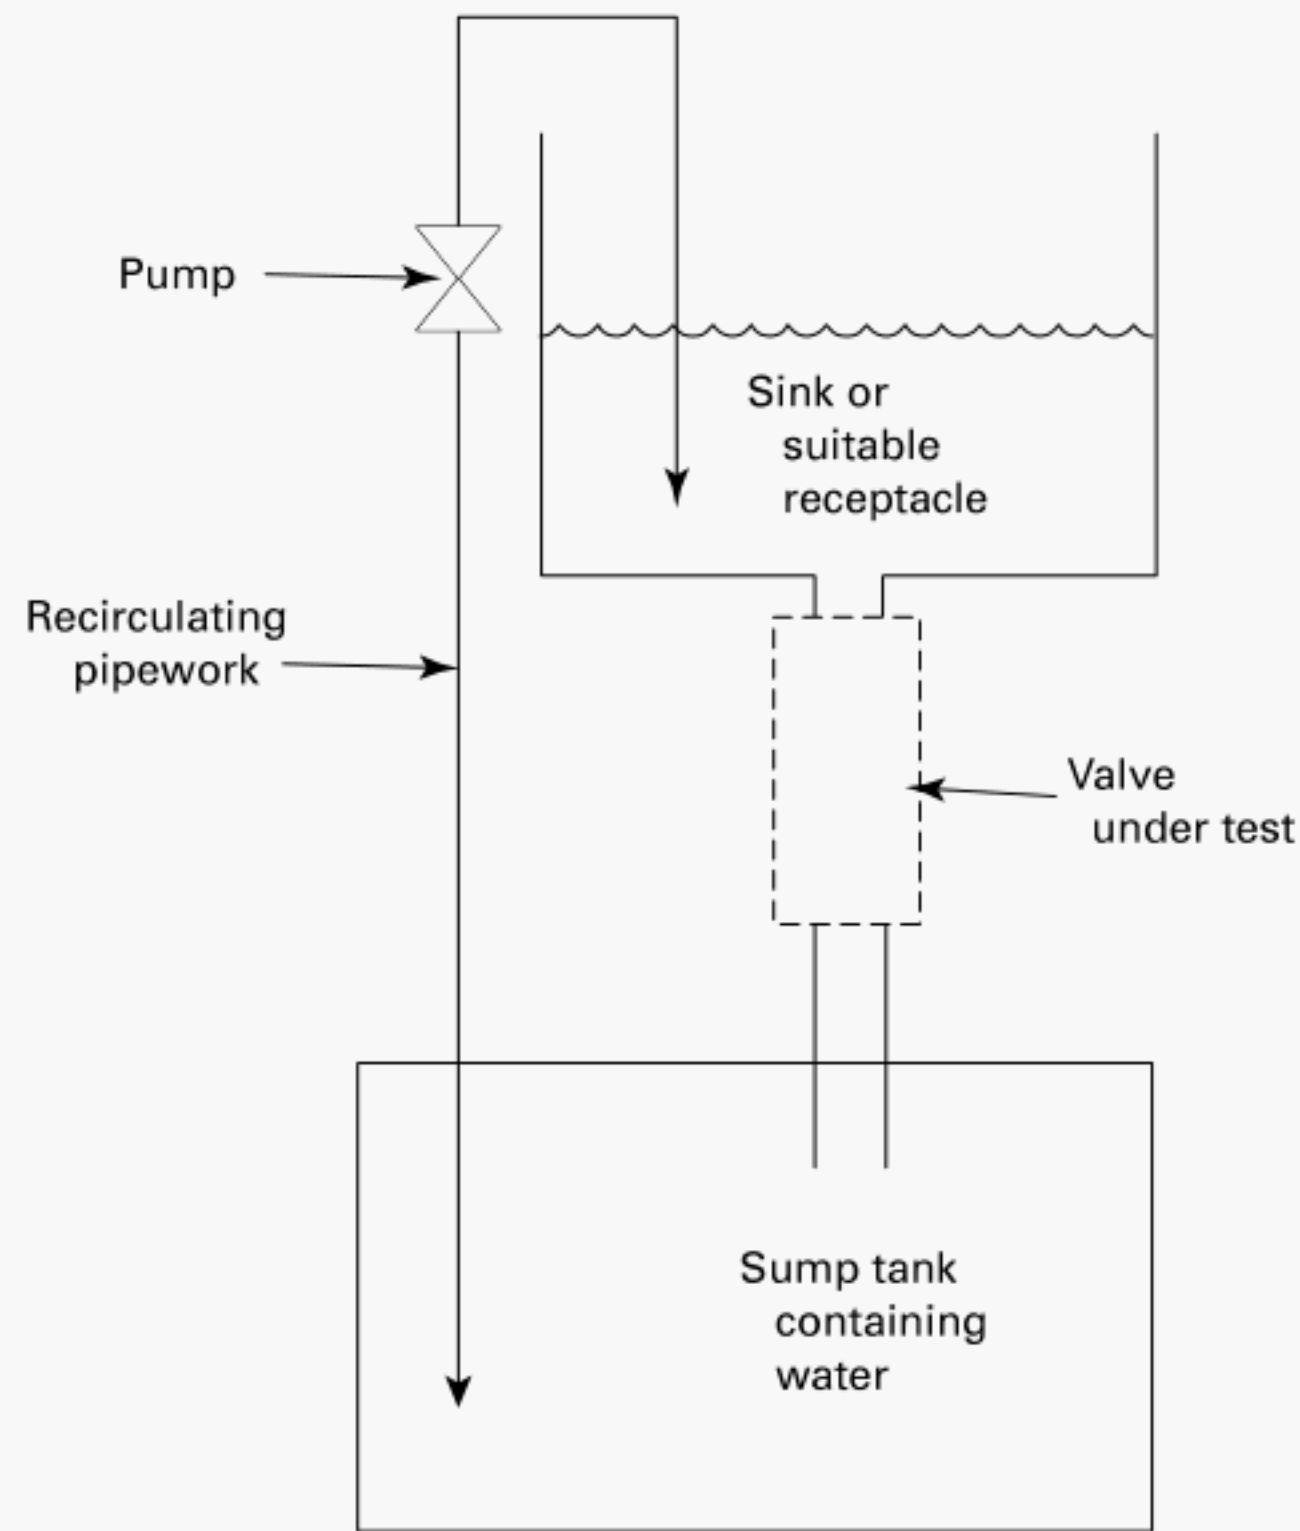 Pump
Sink or
suitable
receptacle
Recirculating
pipework
Valve
under test
Sump tank
containing
water